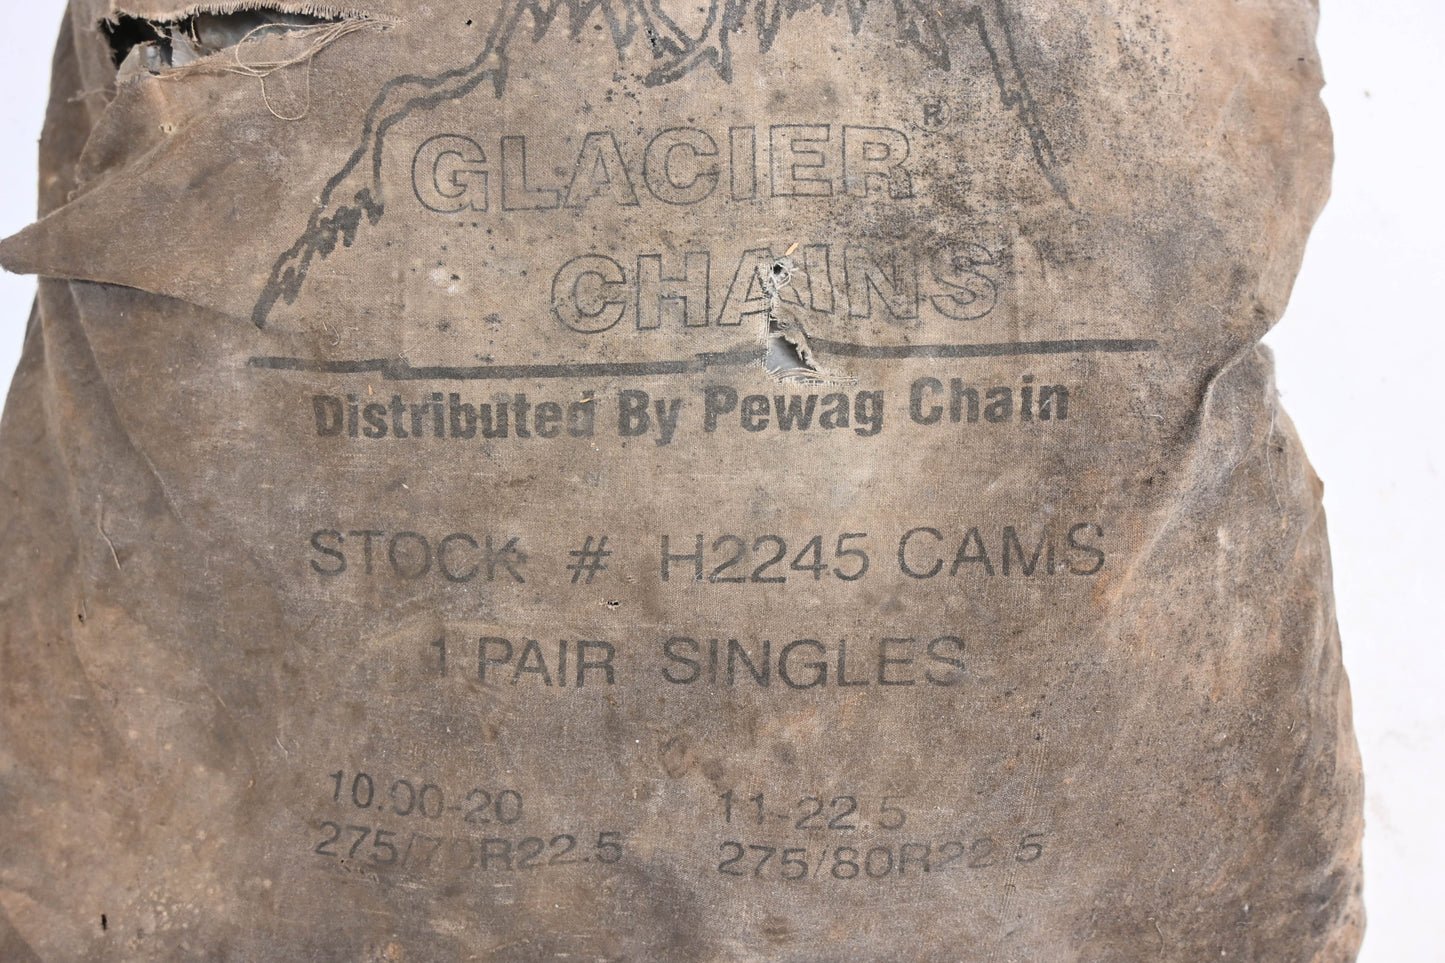 GLACIER®
CHAINS
Distributed By Pewag Chain
STOCK # H2245 CAMS
1 PAIR SINGLES
10.00-20 11-22.5
275/70R22.5 275/80R22.5